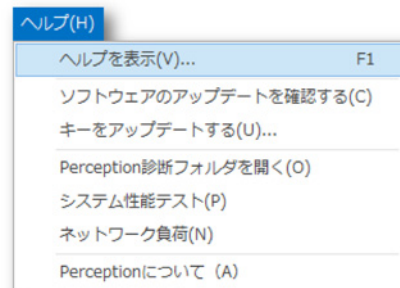 ヘルプ(H)
ヘルプを表示(V)... F1
ソフトウェアのアップデートを確認する(C)
キーをアップデートする(U)...
Perception診断フォルダを開く(O)
システム性能テスト(P)
ネットワーク負荷(N)
Perceptionについて（A）